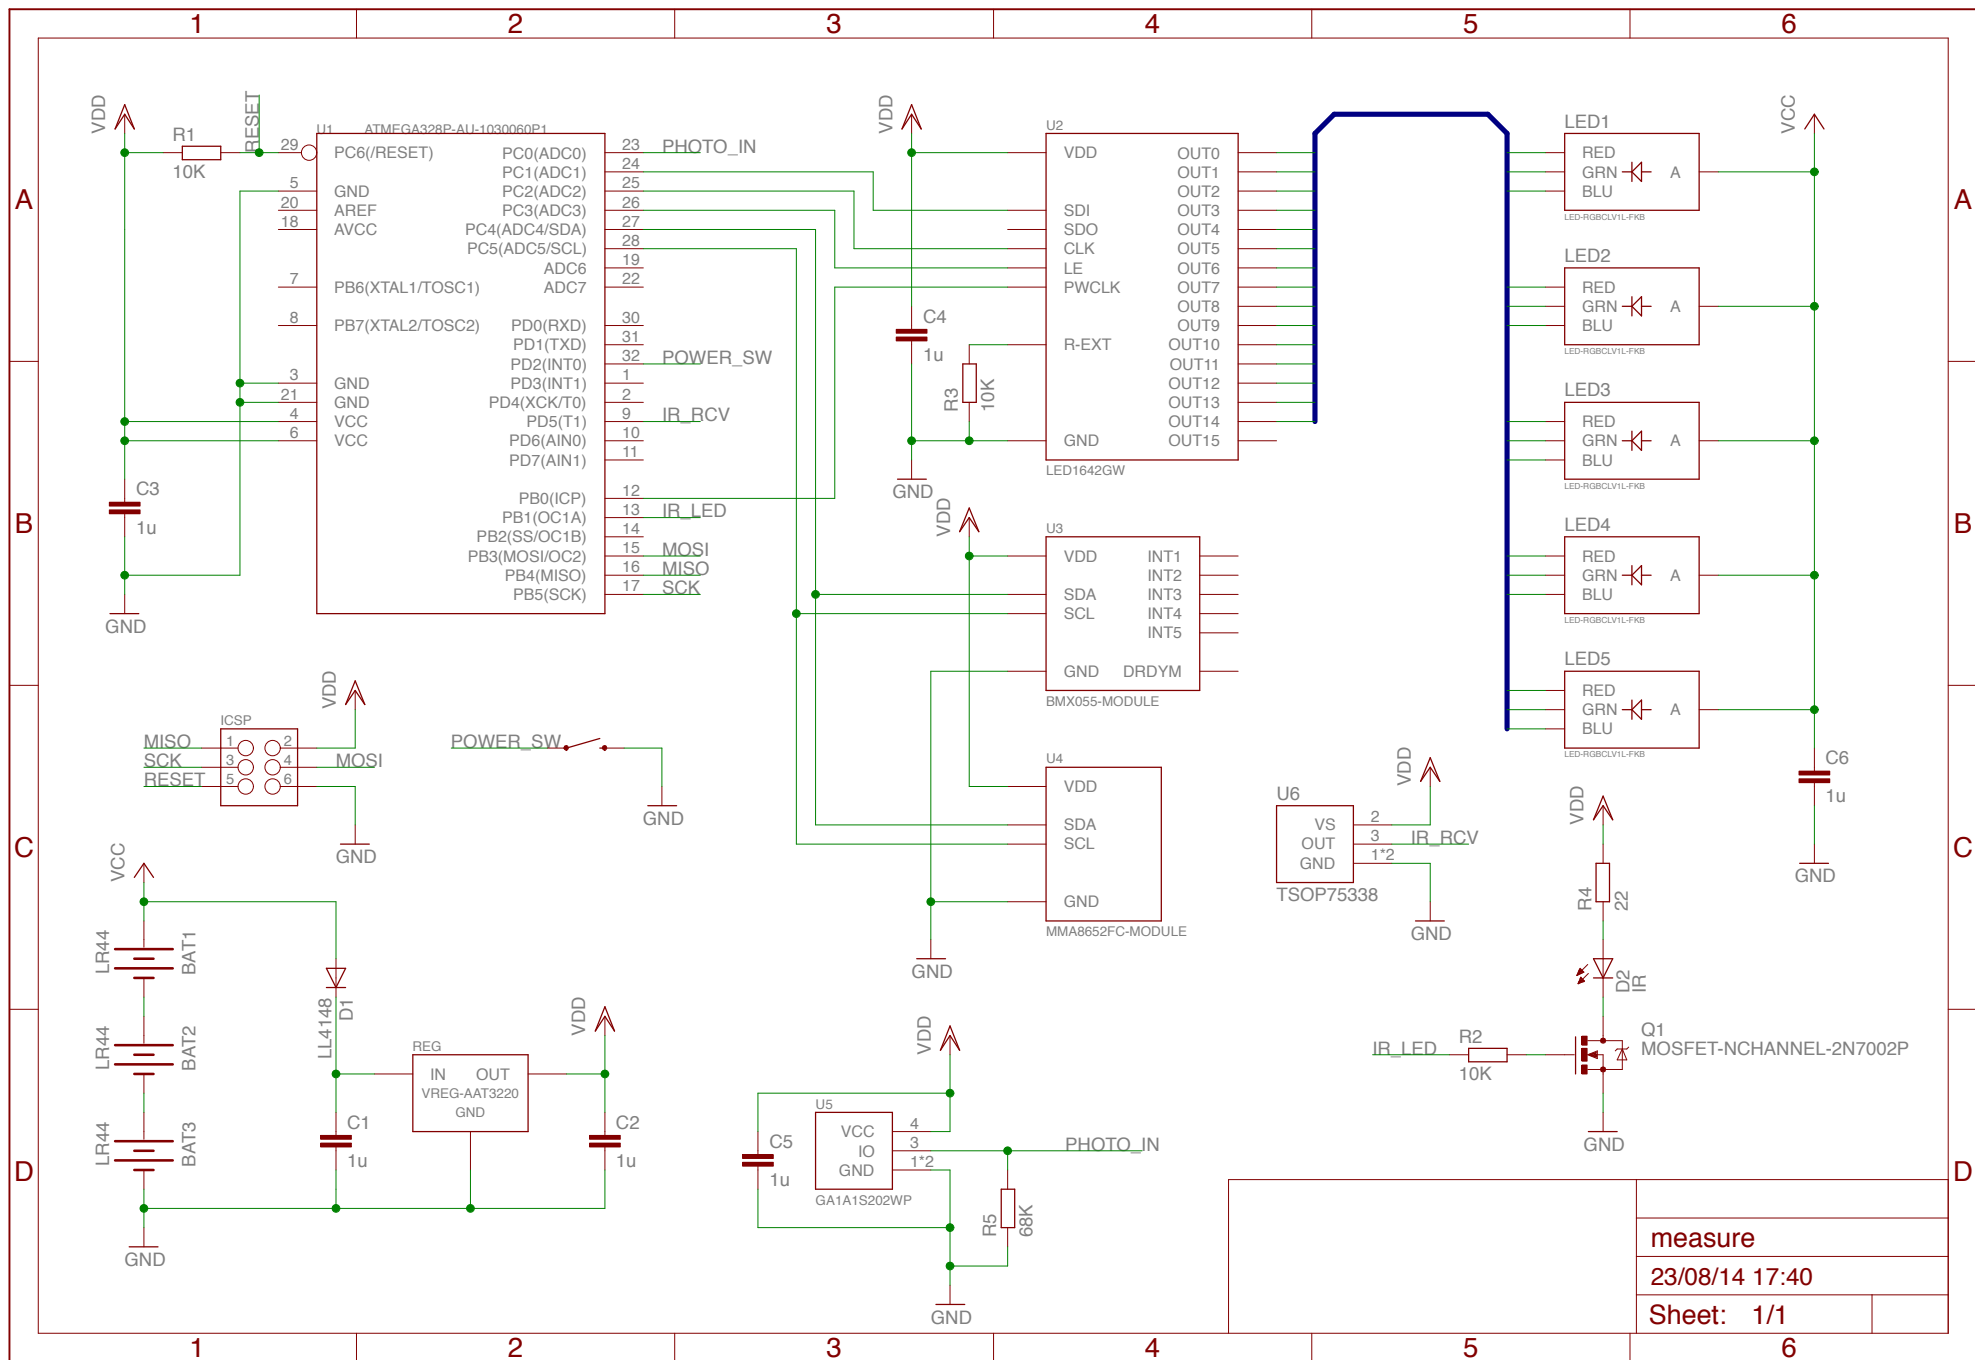 1 2 3 4 5 6
A
B
C
D
A
B
C
D
1 2 3 4 5 6
VDD
R1
10K
RESET
U1
ATMEGA328P-AU-1030060P1
29 PC6(/RESET)
5 GND
20 AREF
18 AVCC
7 PB6(XTAL1/TOSC1)
8 PB7(XTAL2/TOSC2)
3 GND
21 GND
4 VCC
6 VCC
PC0(ADC0) 23 PHOTO_IN
PC1(ADC1) 24
PC2(ADC2) 25
PC3(ADC3) 26
PC4(ADC4/SDA) 27
PC5(ADC5/SCL) 28
ADC6 19
ADC7 22
PD0(RXD) 30
PD1(TXD) 31
PD2(INT0) 32 POWER_SW
PD3(INT1) 1
PD4(XCK/T0) 2
PD5(T1) 9 IR_RCV
PD6(AIN0) 10
PD7(AIN1) 11
PB0(ICP) 12
PB1(OC1A) 13 IR_LED
PB2(SS/OC1B) 14
PB3(MOSI/OC2) 15 MOSI
PB4(MISO) 16 MISO
PB5(SCK) 17 SCK
C3
1u
GND
VDD
C4
1u
R3
10K
GND
U2
VDD
SDI
SDO
CLK
LE
PWCLK
R-EXT
GND
OUT0
OUT1
OUT2
OUT3
OUT4
OUT5
OUT6
OUT7
OUT8
OUT9
OUT10
OUT11
OUT12
OUT13
OUT14
OUT15
LED1642GW
VDD
U3
VDD
SDA
SCL
GND
INT1
INT2
INT3
INT4
INT5
DRDYM
BMX055-MODULE
U4
VDD
SDA
SCL
GND
MMA8652FC-MODULE
GND
LED1
RED
GRN A
BLU
LED-RGBCLV1L-FKB
LED2
RED
GRN A
BLU
LED-RGBCLV1L-FKB
LED3
RED
GRN A
BLU
LED-RGBCLV1L-FKB
LED4
RED
GRN A
BLU
LED-RGBCLV1L-FKB
LED5
RED
GRN A
BLU
LED-RGBCLV1L-FKB
VCC
C6
1u
GND
ICSP
VDD
MISO 1 2
SCK 3 4 MOSI
RESET 5 6
GND
POWER_SW
GND
VCC
LR44 BAT1
LR44 BAT2
LR44 BAT3
GND
LL4148
D1
C1
1u
REG
IN OUT
VREG-AAT3220
GND
VDD
C2
1u
VDD
C5
1u
U5
VCC 4
IO 3
GND 1*2
GA1A1S202WP
PHOTO_IN
R5
68K
GND
U6
VDD
VS 2
OUT 3 IR_RCV
GND 1*2
TSOP75338
GND
VDD
R4
22
D2
IR
IR_LED
R2
10K
Q1
MOSFET-NCHANNEL-2N7002P
GND
measure
23/08/14 17:40
Sheet: 1/1